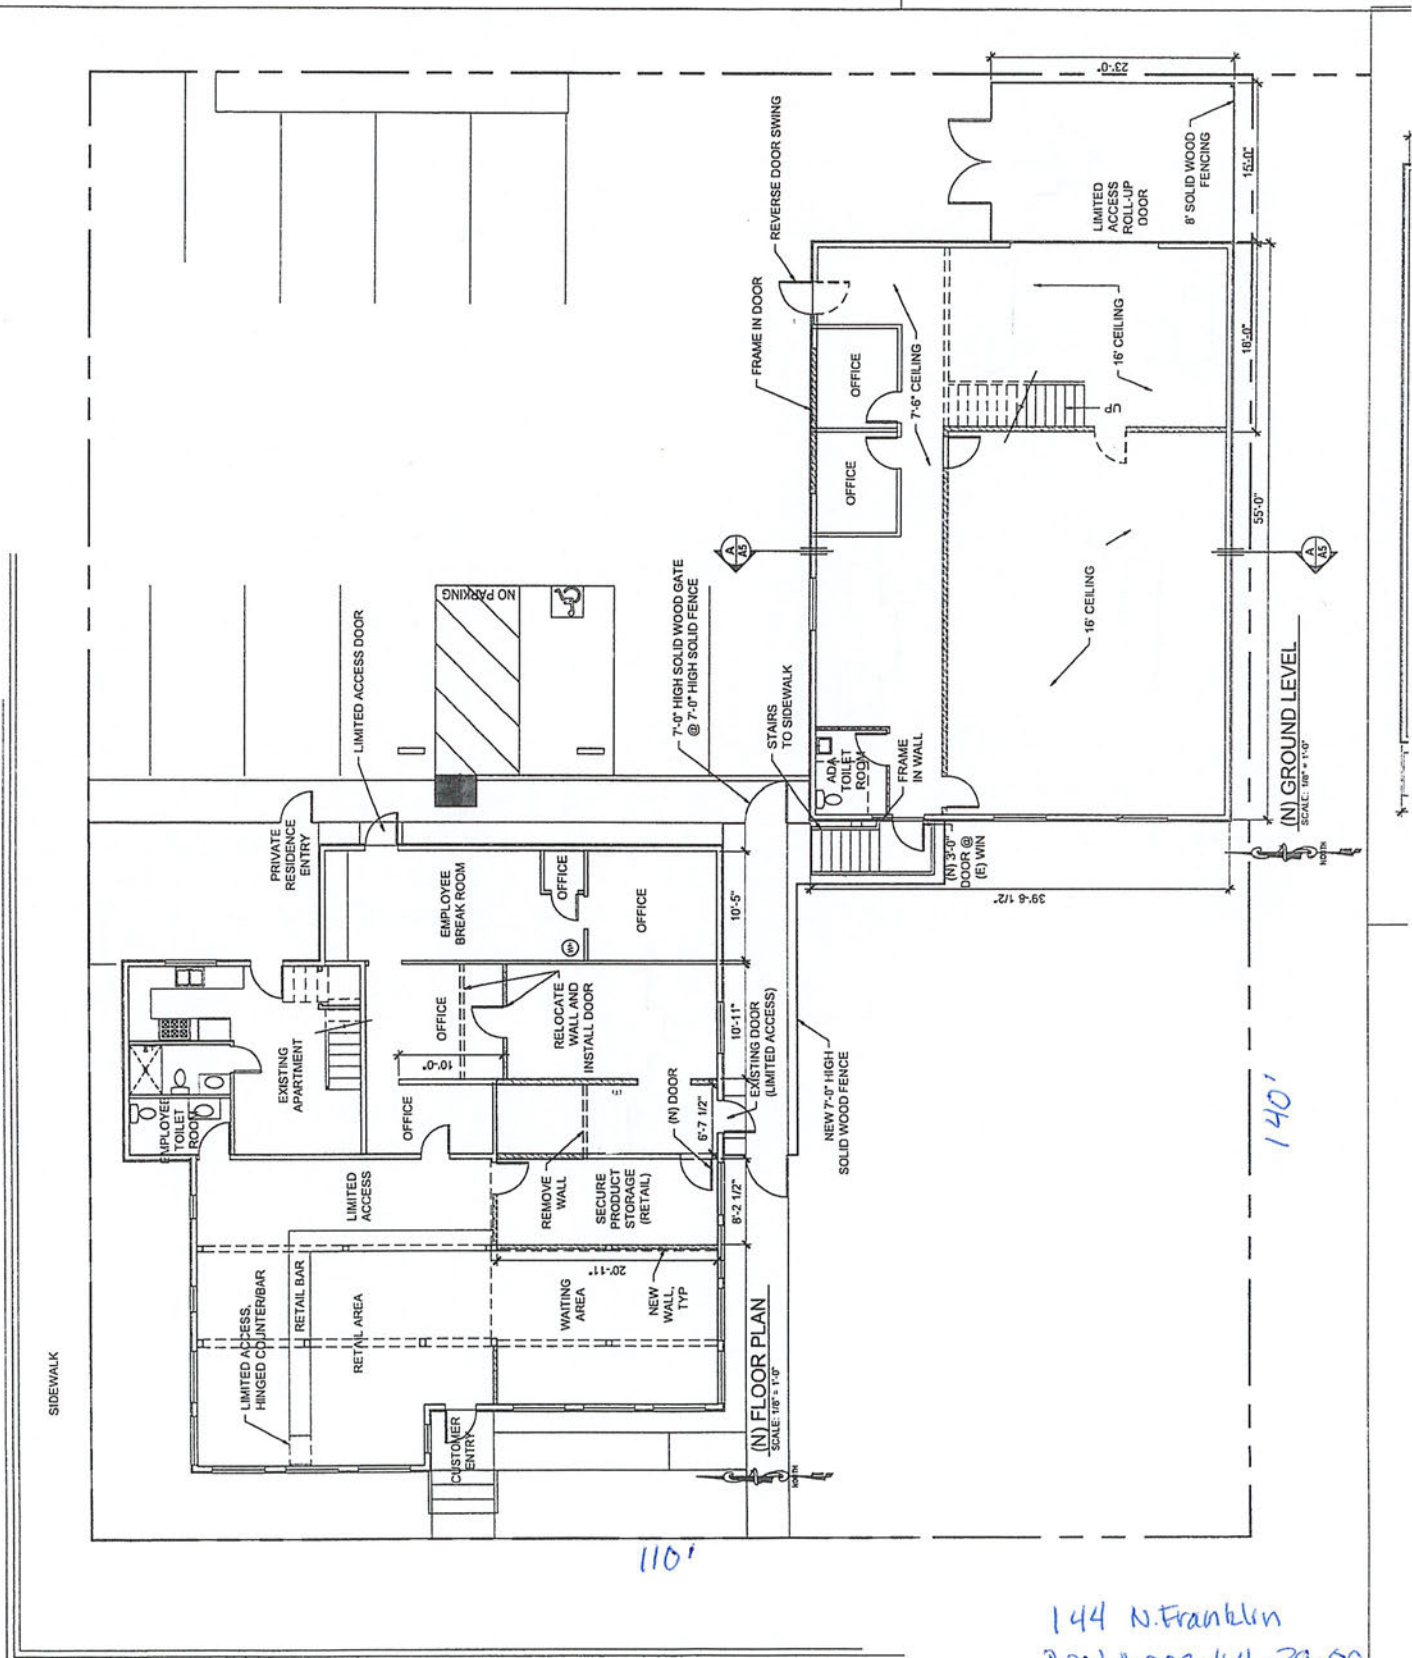 SIDEWALK
23'-0"
REVERSE DOOR SWING
FRAME IN DOOR
LIMITED
ACCESS
ROLL-UP
DOOR
8' SOLID WOOD
FENCING
15'-0"
OFFICE
OFFICE
7'-6" CEILING
16' CEILING
UP
18'-0"
55'-0"
A
A5
A
A5
16' CEILING
NO PARKING
LIMITED ACCESS DOOR
7'-0" HIGH SOLID WOOD GATE
@ 7'-0" HIGH SOLID FENCE
STAIRS
TO SIDEWALK
ADA
TOILET
ROOM
FRAME
IN WALL
(N) 3'-0"
DOOR @
(E) WIN
39'-6 1/2"
(N) GROUND LEVEL
SCALE: 1/8" = 1'-0"
NORTH
PRIVATE
RESIDENCE
ENTRY
EMPLOYEE
BREAK ROOM
OFFICE
OFFICE
10'-5"
WH
EXISTING
APARTMENT
OFFICE
10'-0"
RELOCATE
WALL AND
INSTALL DOOR
10'-11"
EXISTING DOOR
(LIMITED ACCESS)
EMPLOYEE
TOILET
ROOM
OFFICE
(N) DOOR
6'-7 1/2"
NEW 7'-0" HIGH
SOLID WOOD FENCE
LIMITED
ACCESS
REMOVE
WALL
SECURE
PRODUCT
STORAGE
(RETAIL)
8'-2 1/2"
LIMITED ACCESS,
HINGED COUNTER/BAR
RETAIL BAR
RETAIL AREA
WAITING
AREA
20'-11"
NEW
WALL,
TYP
CUSTOMER
ENTRY
(N) FLOOR PLAN
SCALE: 1/8" = 1'-0"
NORTH
140'
110'
144 N. Franklin